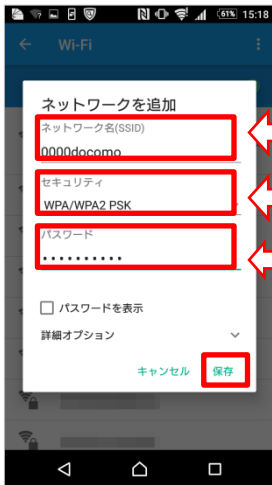 61% 15:18
Wi-Fi
ネットワークを追加
ネットワーク名(SSID)
0000docomo
セキュリティ
WPA/WPA2 PSK
パスワード
••••••••••
パスワードを表示
詳細オプション
キャンセル 保存